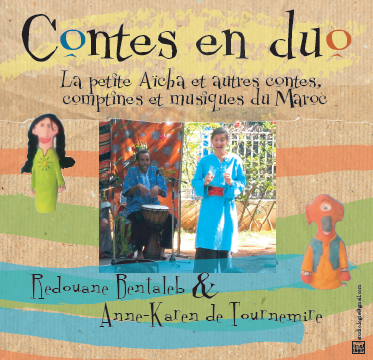 Contes en duo
La petite Aïcha et autres contes,
comptines et musiques du Maroc
Redouane Bentaleb &
Anne-Karen de Tournemire